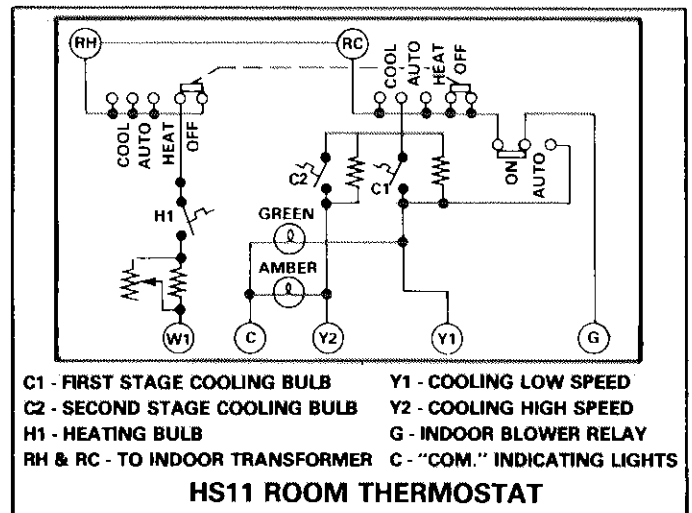 RH RC
COOL AUTO HEAT OFF
COOL AUTO HEAT OFF
ON AUTO
C2 C1
H1
GREEN
AMBER
W1 C Y2 Y1 G
C1 - FIRST STAGE COOLING BULB Y1 - COOLING LOW SPEED
C2 - SECOND STAGE COOLING BULB Y2 - COOLING HIGH SPEED
H1 - HEATING BULB G - INDOOR BLOWER RELAY
RH & RC - TO INDOOR TRANSFORMER C - "COM." INDICATING LIGHTS
HS11 ROOM THERMOSTAT